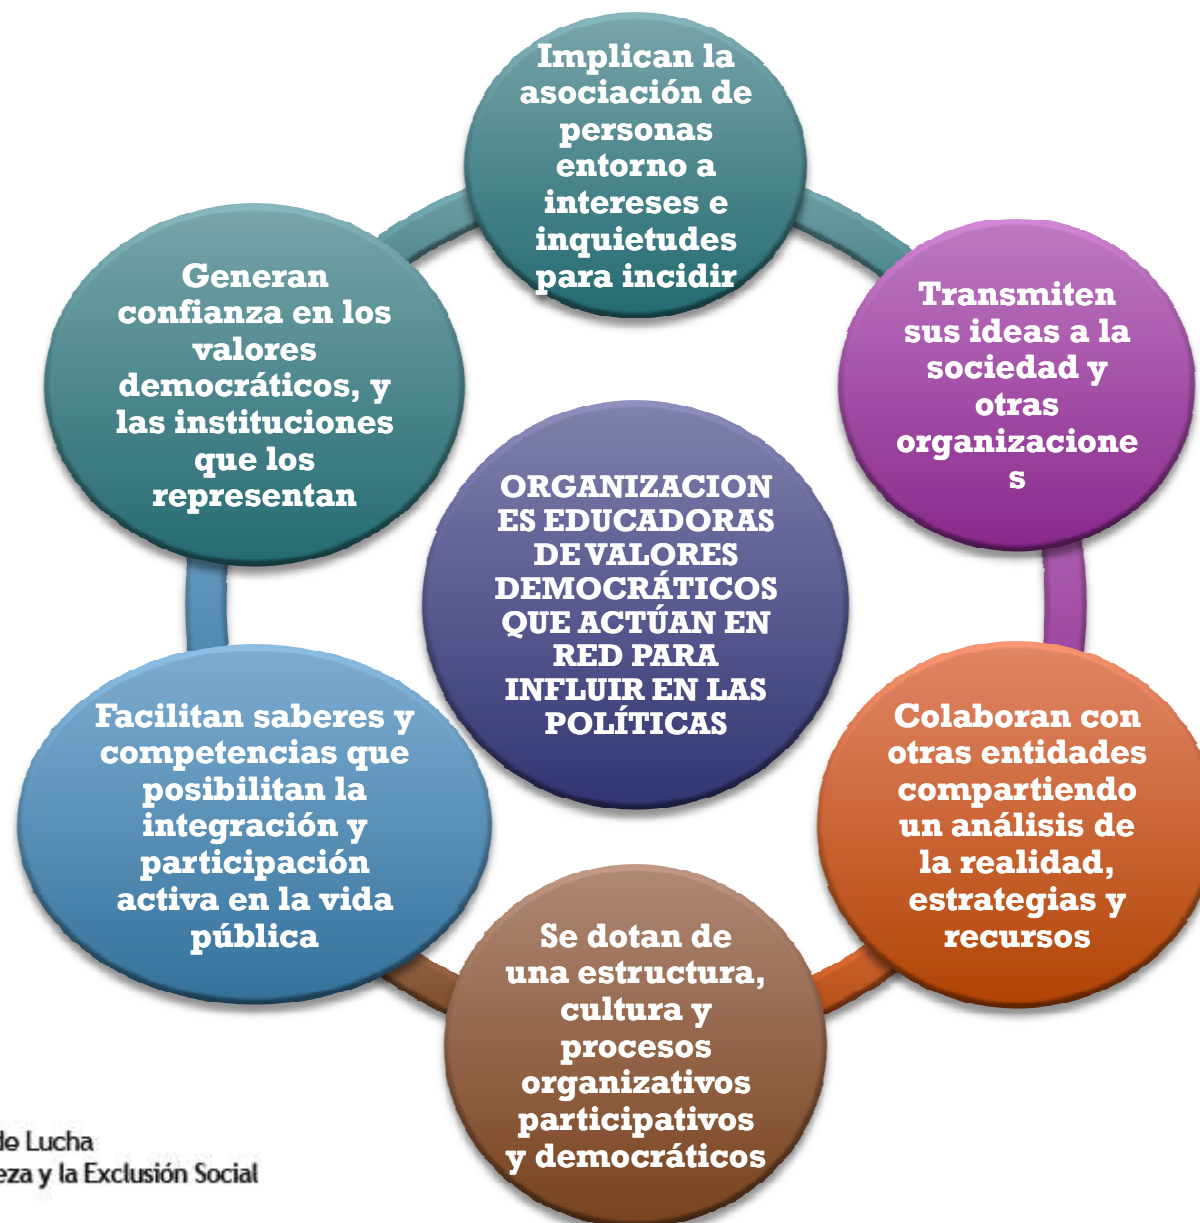 Implican la
asociación de
personas
entorno a
intereses e
inquietudes
para incidir
Transmiten
sus ideas a la
sociedad y
otras
organizacione
s
Colaboran con
otras entidades
compartiendo
un análisis de
la realidad,
estrategias y
recursos
Se dotan de
una estructura,
cultura y
procesos
organizativos
participativos
y democráticos
Facilitan saberes y
competencias que
posibilitan la
integración y
participación
activa en la vida
pública
Generan
confianza en los
valores
democráticos, y
las instituciones
que los
representan
ORGANIZACION
ES EDUCADORAS
DE VALORES
DEMOCRÁTICOS
QUE ACTÚAN EN
RED PARA
INFLUIR EN LAS
POLÍTICAS
de Lucha
eza y la Exclusión Social